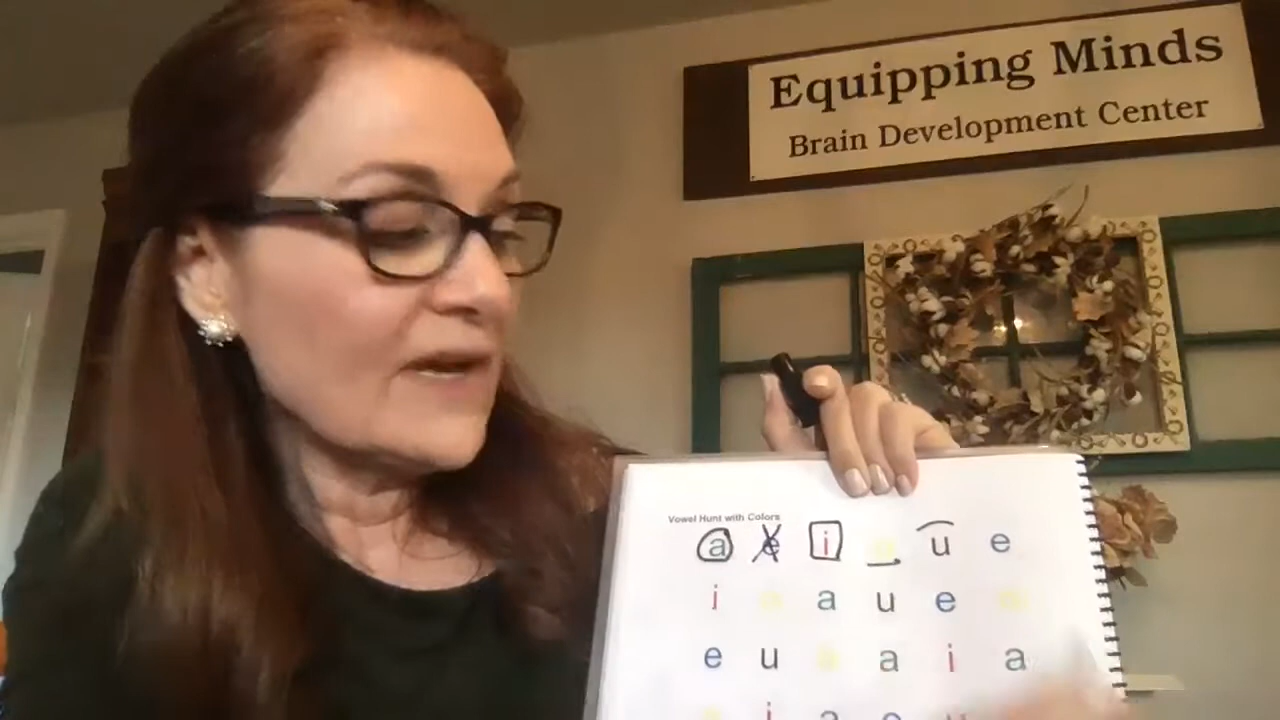 Equipping Minds
Brain Development Center
Vowel Hunt with Colors
a e i u e
i a u e
e u a i a